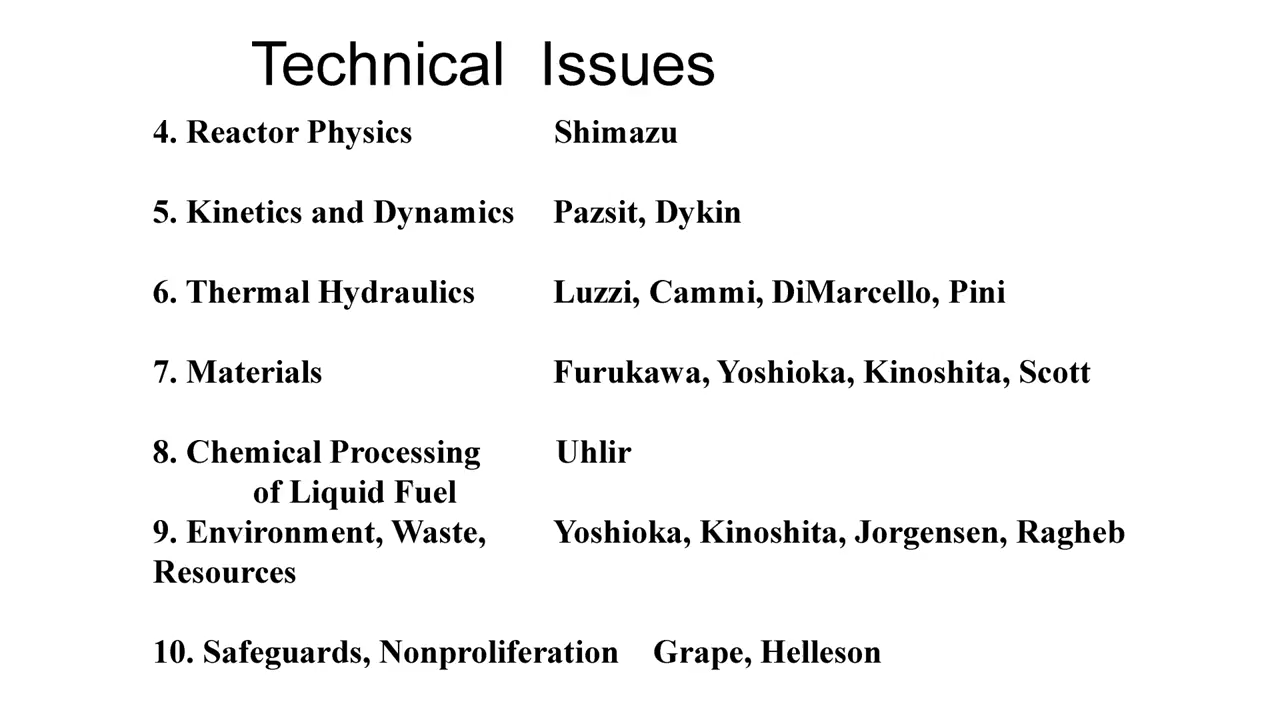 Technical Issues
4. Reactor Physics Shimazu
5. Kinetics and Dynamics Pazsit, Dykin
6. Thermal Hydraulics Luzzi, Cammi, DiMarcello, Pini
7. Materials Furukawa, Yoshioka, Kinoshita, Scott
8. Chemical Processing Uhlir
of Liquid Fuel
9. Environment, Waste, Yoshioka, Kinoshita, Jorgensen, Ragheb
Resources
10. Safeguards, Nonproliferation Grape, Helleson